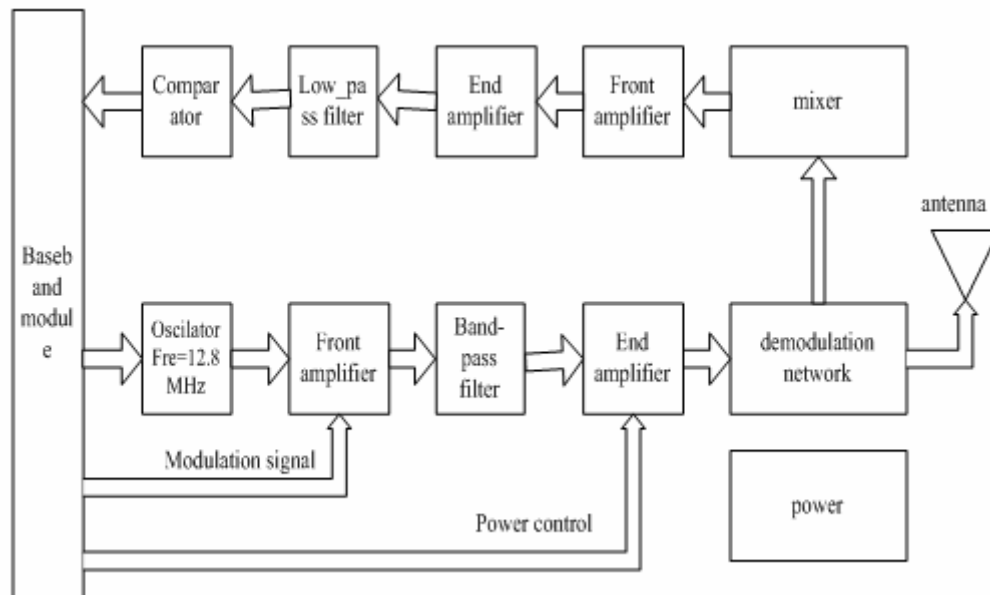 Compar
ator
Low_pa
ss filter
End
amplifier
Front
amplifier
mixer
antenna
Baseb
and
modul
e
Oscilator
Fre=12.8
MHz
Front
amplifier
Band-
pass
filter
End
amplifier
demodulation
network
Modulation signal
Power control
power